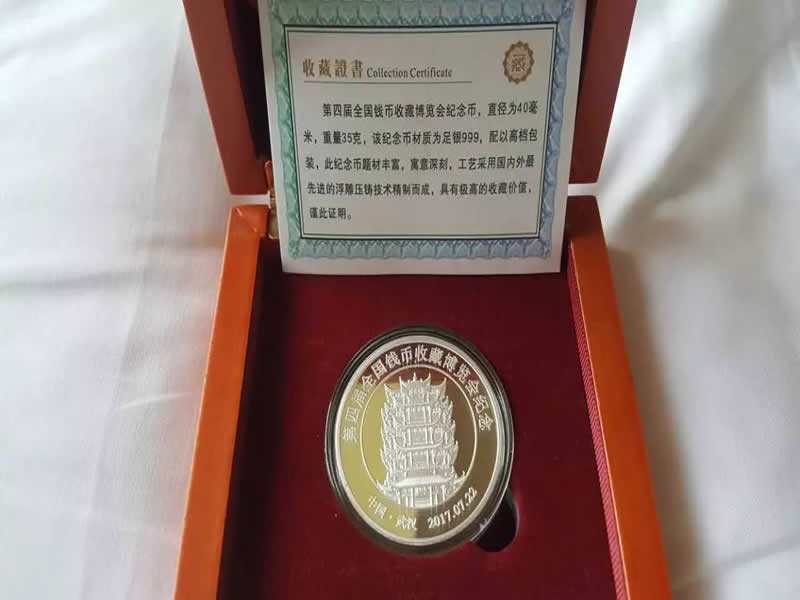 收藏證書 Collection Certificate
第四届全国钱币收藏博览会纪念币，直径为40毫
米，重量35克，该纪念币材质为足银999，配以高档包
装，此纪念币题材丰富，寓意深刻，工艺采用国内外最
先进的浮雕压铸技术精制而成，具有极高的收藏价值，
谨此证明。
第四届全国钱币收藏博览会纪念
中国·武汉 2017.07.22